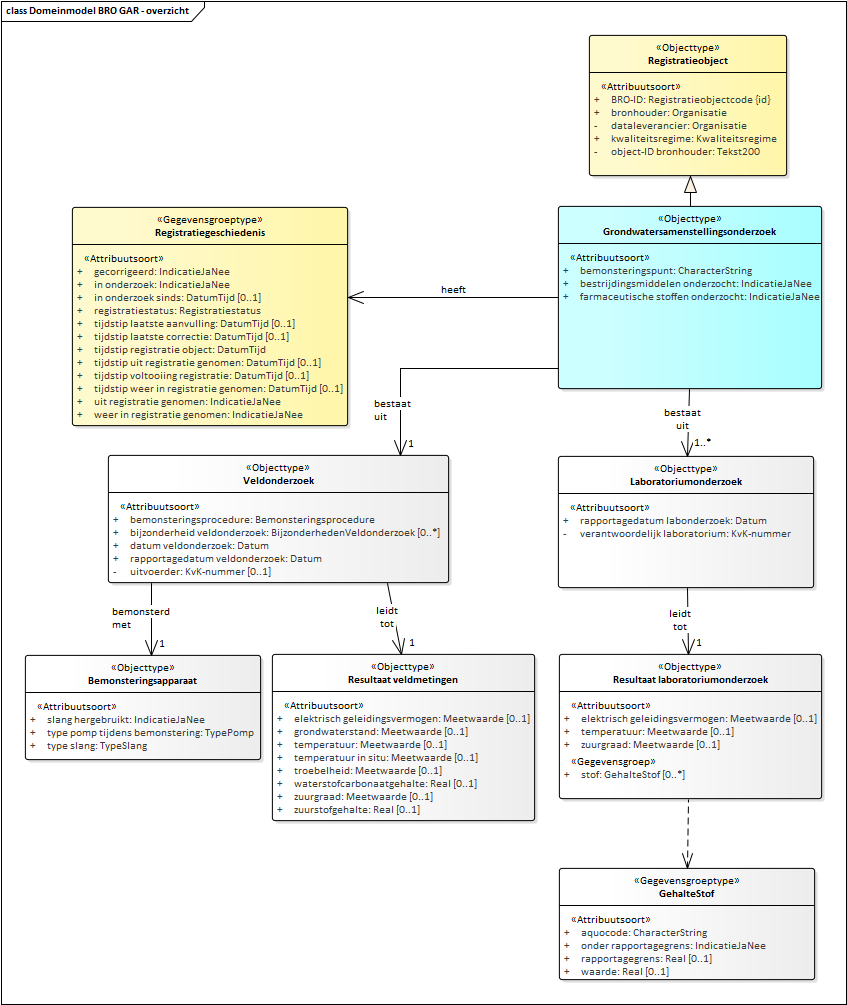 class Domeinmodel BRO GAR - overzicht
«Objecttype»
Registratieobject
«Attribuutsoort»
+ BRO-ID: Registratieobjectcode {id}
+ bronhouder: Organisatie
- dataleverancier: Organisatie
+ kwaliteitsregime: Kwaliteitsregime
- object-ID bronhouder: Tekst200
«Gegevensgroeptype»
Registratiegeschiedenis
«Attribuutsoort»
+ gecorrigeerd: IndicatieJaNee
+ in onderzoek: IndicatieJaNee
+ in onderzoek sinds: DatumTijd [0..1]
+ registratiestatus: Registratiestatus
+ tijdstip laatste aanvulling: DatumTijd [0..1]
+ tijdstip laatste correctie: DatumTijd [0..1]
+ tijdstip registratie object: DatumTijd
+ tijdstip uit registratie genomen: DatumTijd [0..1]
+ tijdstip voltooiing registratie: DatumTijd [0..1]
+ tijdstip weer in registratie genomen: DatumTijd [0..1]
+ uit registratie genomen: IndicatieJaNee
+ weer in registratie genomen: IndicatieJaNee
«Objecttype»
Grondwatersamenstellingsonderzoek
«Attribuutsoort»
+ bemonsteringspunt: CharacterString
+ bestrijdingsmiddelen onderzocht: IndicatieJaNee
+ farmaceutische stoffen onderzocht: IndicatieJaNee
heeft
bestaat
uit
1
bestaat
uit
1..*
«Objecttype»
Veldonderzoek
«Attribuutsoort»
+ bemonsteringsprocedure: Bemonsteringsprocedure
+ bijzonderheid veldonderzoek: BijzonderhedenVeldonderzoek [0..*]
+ datum veldonderzoek: Datum
+ rapportagedatum veldonderzoek: Datum
- uitvoerder: KvK-nummer [0..1]
«Objecttype»
Laboratoriumonderzoek
«Attribuutsoort»
+ rapportagedatum labonderzoek: Datum
- verantwoordelijk laboratorium: KvK-nummer
bemonsterd
met
1
leidt
tot
1
leidt
tot
1
«Objecttype»
Bemonsteringsapparaat
«Attribuutsoort»
+ slang hergebruikt: IndicatieJaNee
+ type pomp tijdens bemonstering: TypePomp
+ type slang: TypeSlang
«Objecttype»
Resultaat veldmetingen
«Attribuutsoort»
+ elektrisch geleidingsvermogen: Meetwaarde [0..1]
+ grondwaterstand: Meetwaarde [0..1]
+ temperatuur: Meetwaarde [0..1]
+ temperatuur in situ: Meetwaarde [0..1]
+ troebelheid: Meetwaarde [0..1]
+ waterstofcarbonaatgehalte: Real [0..1]
+ zuurgraad: Meetwaarde [0..1]
+ zuurstofgehalte: Real [0..1]
«Objecttype»
Resultaat laboratoriumonderzoek
«Attribuutsoort»
+ elektrisch geleidingsvermogen: Meetwaarde [0..1]
+ temperatuur: Meetwaarde [0..1]
+ zuurgraad: Meetwaarde [0..1]
«Gegevensgroep»
+ stof: GehalteStof [0..*]
«Gegevensgroeptype»
GehalteStof
«Attribuutsoort»
+ aquocode: CharacterString
+ onder rapportagegrens: IndicatieJaNee
+ rapportagegrens: Real [0..1]
+ waarde: Real [0..1]